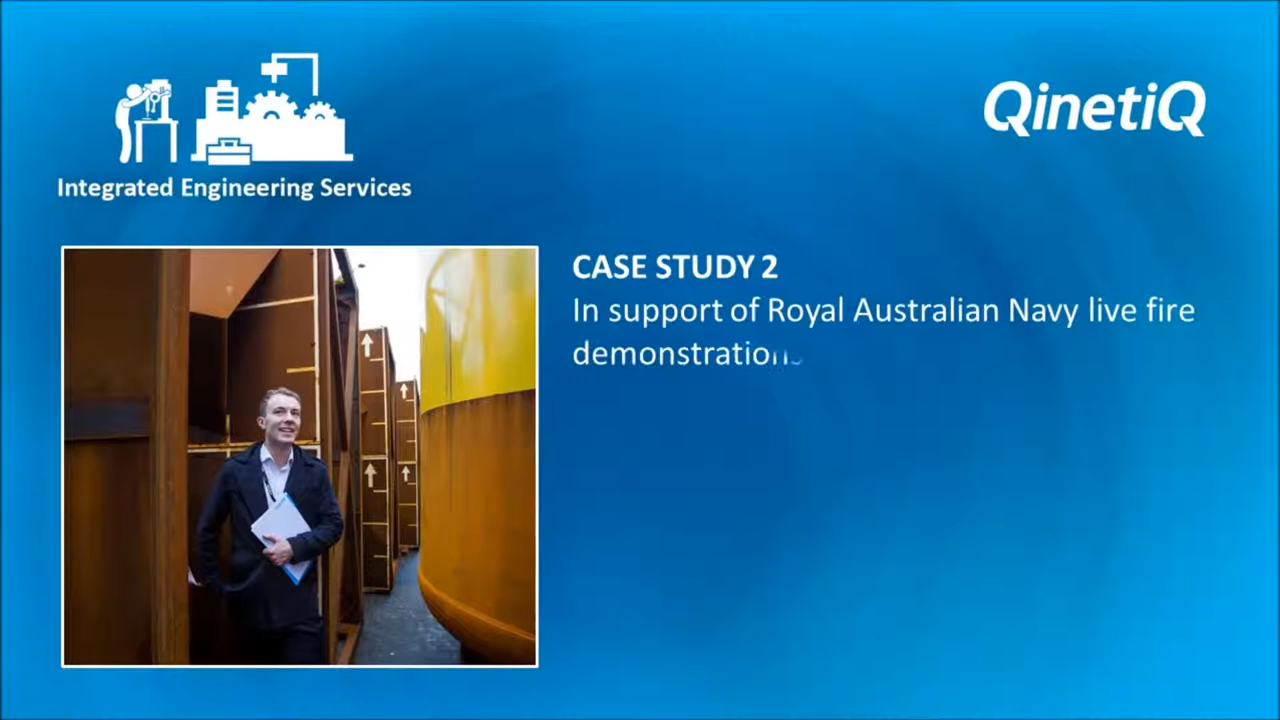 QinetiQ
Integrated Engineering Services
CASE STUDY 2
In support of Royal Australian Navy live fire
demonstrations